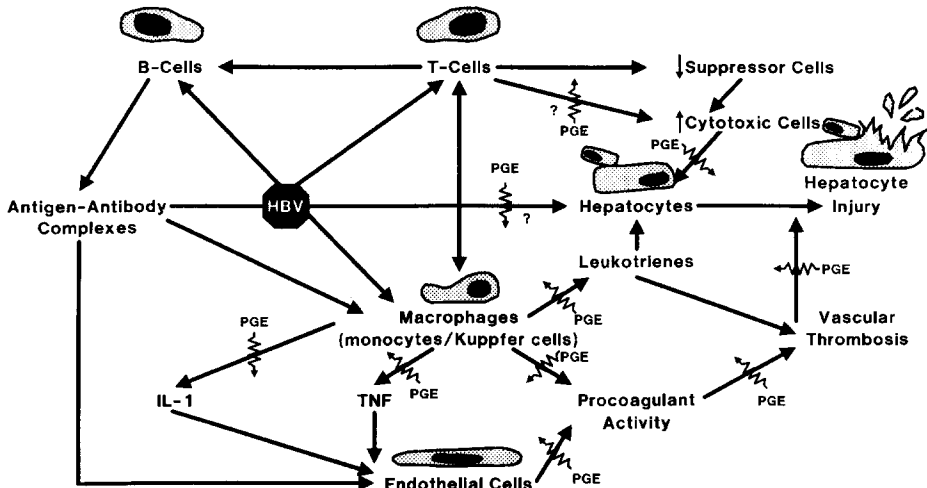 B-Cells
T-Cells
↓Suppressor Cells
?
PGE
↑Cytotoxic Cells
PGE
PGE
Hepatocyte
Injury
Antigen-Antibody
Complexes
HBV
?
Hepatocytes
Leukotrienes
PGE
PGE
PGE
Macrophages
(monocytes/Kupffer cells)
Vascular
Thrombosis
PGE
PGE
PGE
IL-1
TNF
Procoagulant
Activity
PGE
PGE
Endothelial Cells